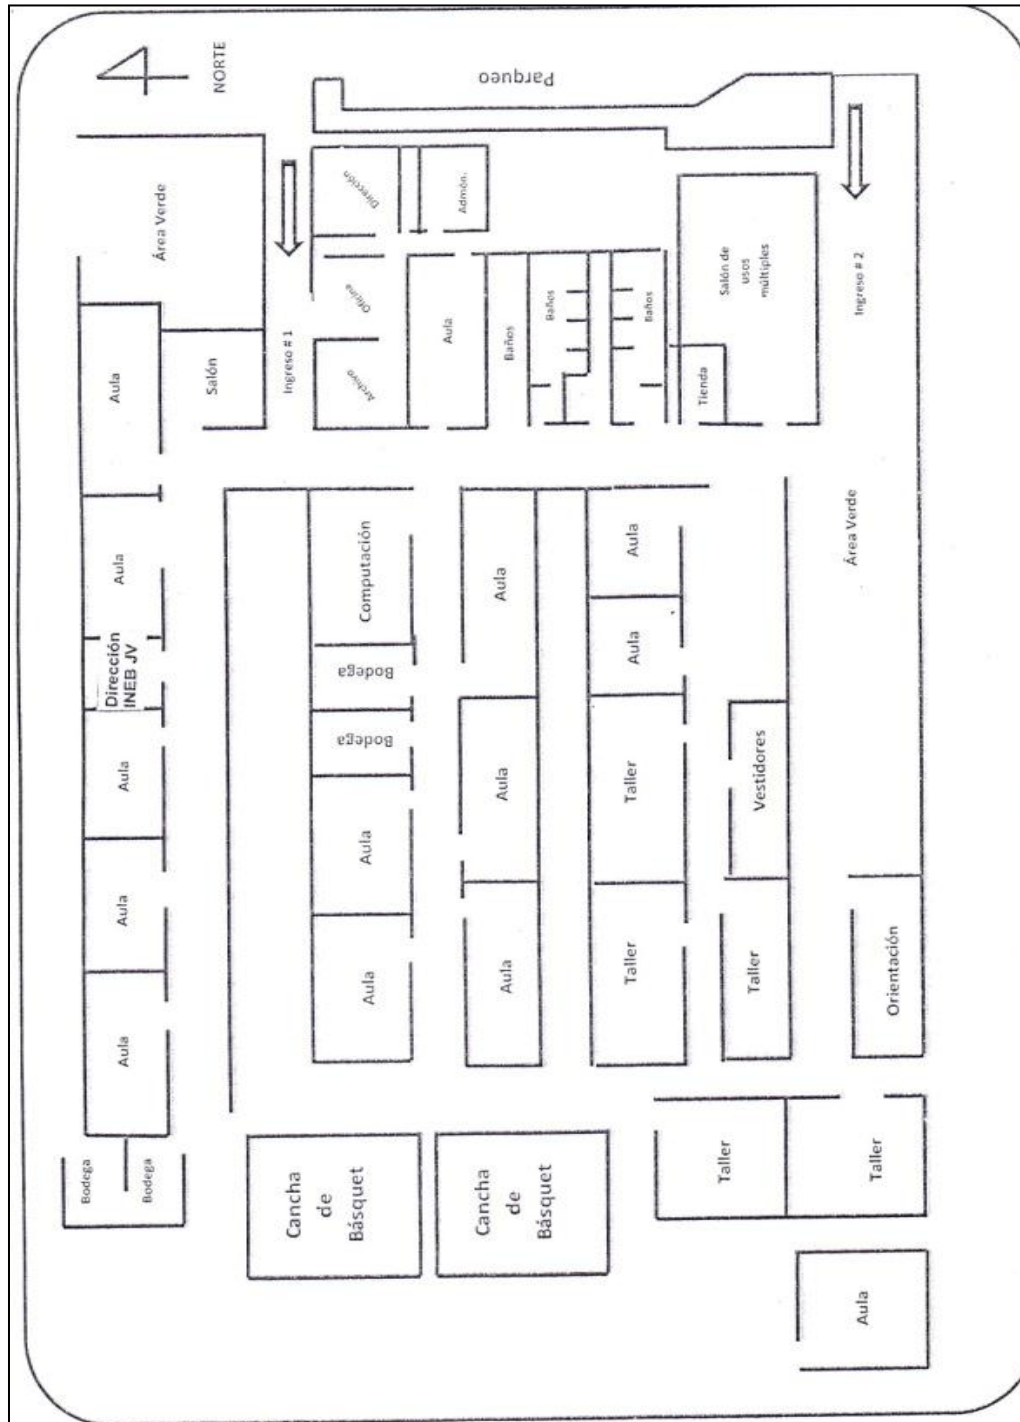 NORTE
Parqueo
Área Verde
Dirección
Admón.
Aula
Salón
Ingreso # 1
Oficina
Archivo
Aula
Baños
Baños
Baños
Tienda
Salón de
usos
múltiples
Ingreso # 2
Aula
Dirección
INEB JV
Aula
Aula
Aula
Computación
Bodega
Bodega
Aula
Aula
Aula
Aula
Aula
Aula
Aula
Taller
Taller
Vestidores
Taller
Área Verde
Orientación
Bodega
Bodega
Cancha
de
Básquet
Cancha
de
Básquet
Taller
Taller
Aula